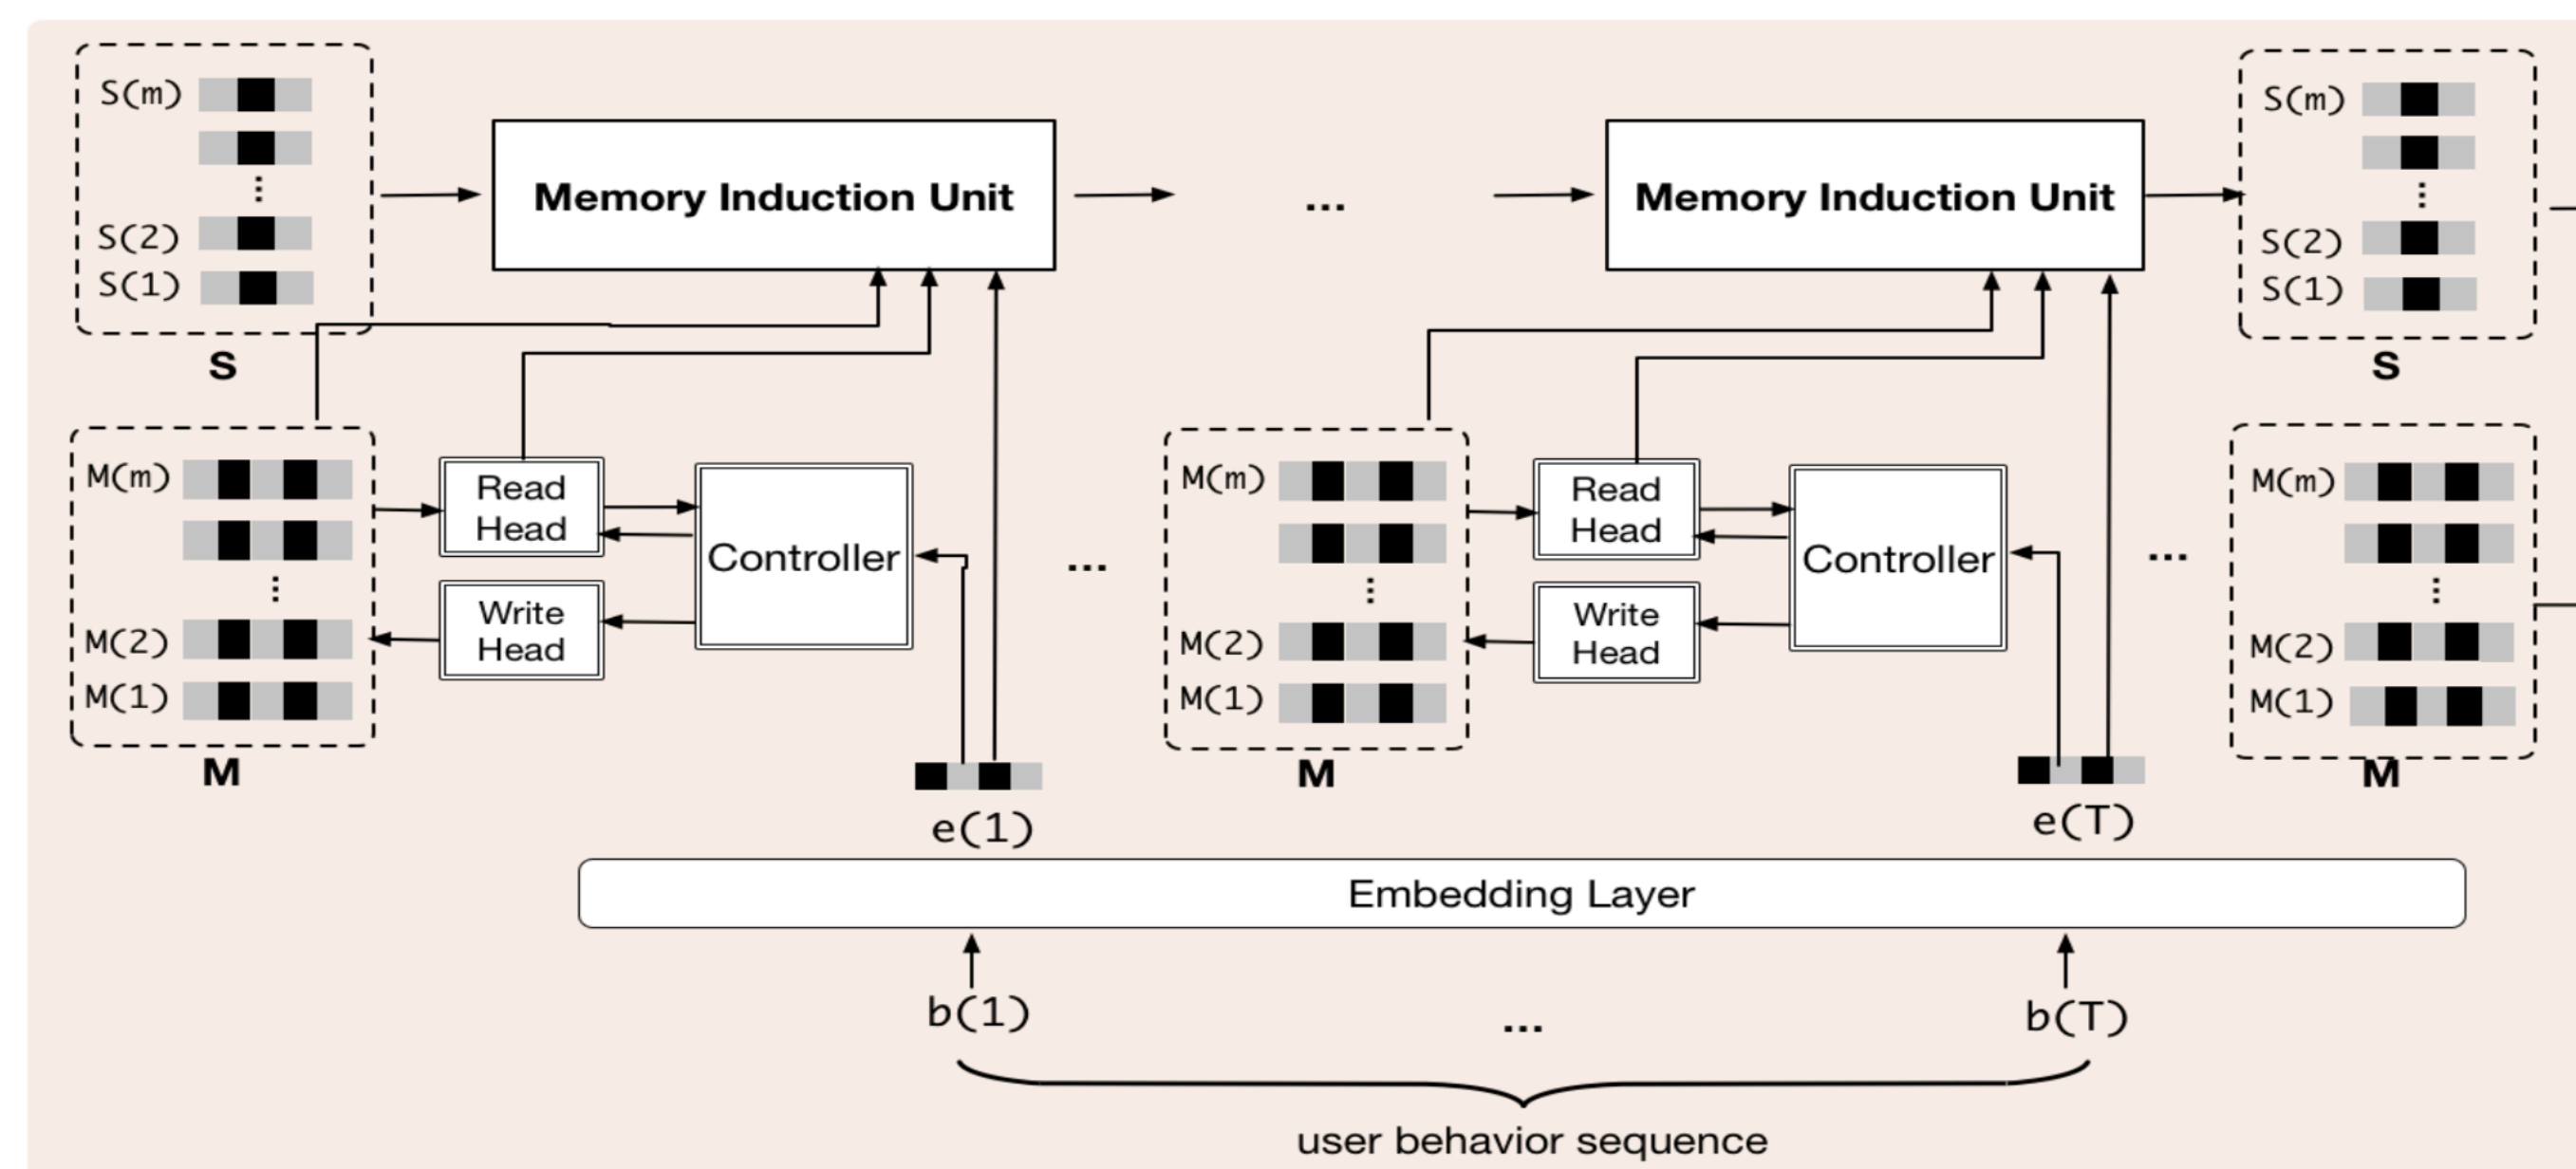 S(m)
S(2)
S(1)
S
Memory Induction Unit
...
Memory Induction Unit
S(m)
S(2)
S(1)
S
M(m)
M(2)
M(1)
M
Read
Head
Write
Head
Controller
...
M(m)
M(2)
M(1)
M
Read
Head
Write
Head
Controller
...
M(m)
M(2)
M(1)
M
e(1)
e(T)
Embedding Layer
b(1)
...
b(T)
user behavior sequence